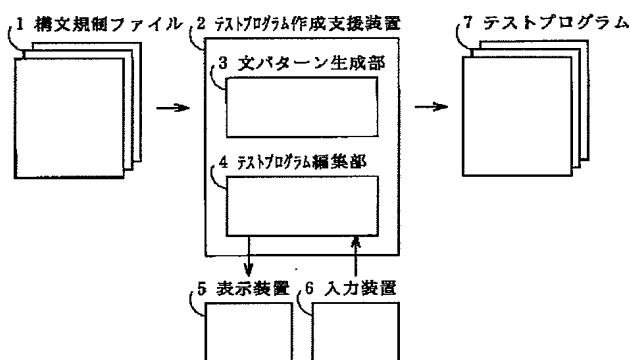 1 構文規制ファイル
2 テストプログラム作成支援装置
7 テストプログラム
3 文パターン生成部
4 テストプログラム編集部
5 表示装置
6 入力装置